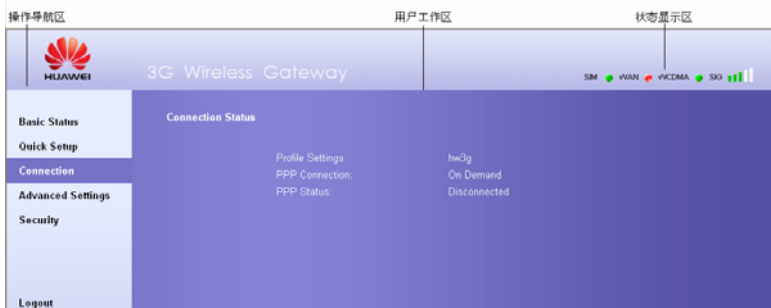 操作导航区 用户工作区 状态显示区
HUAWEI
3G Wireless Gateway
SIM WAN WCDMA SIG
Basic Status
Quick Setup
Connection
Advanced Settings
Security
Logout
Connection Status
Profile Settings hw3g
PPP Connection: On Demand
PPP Status: Disconnected